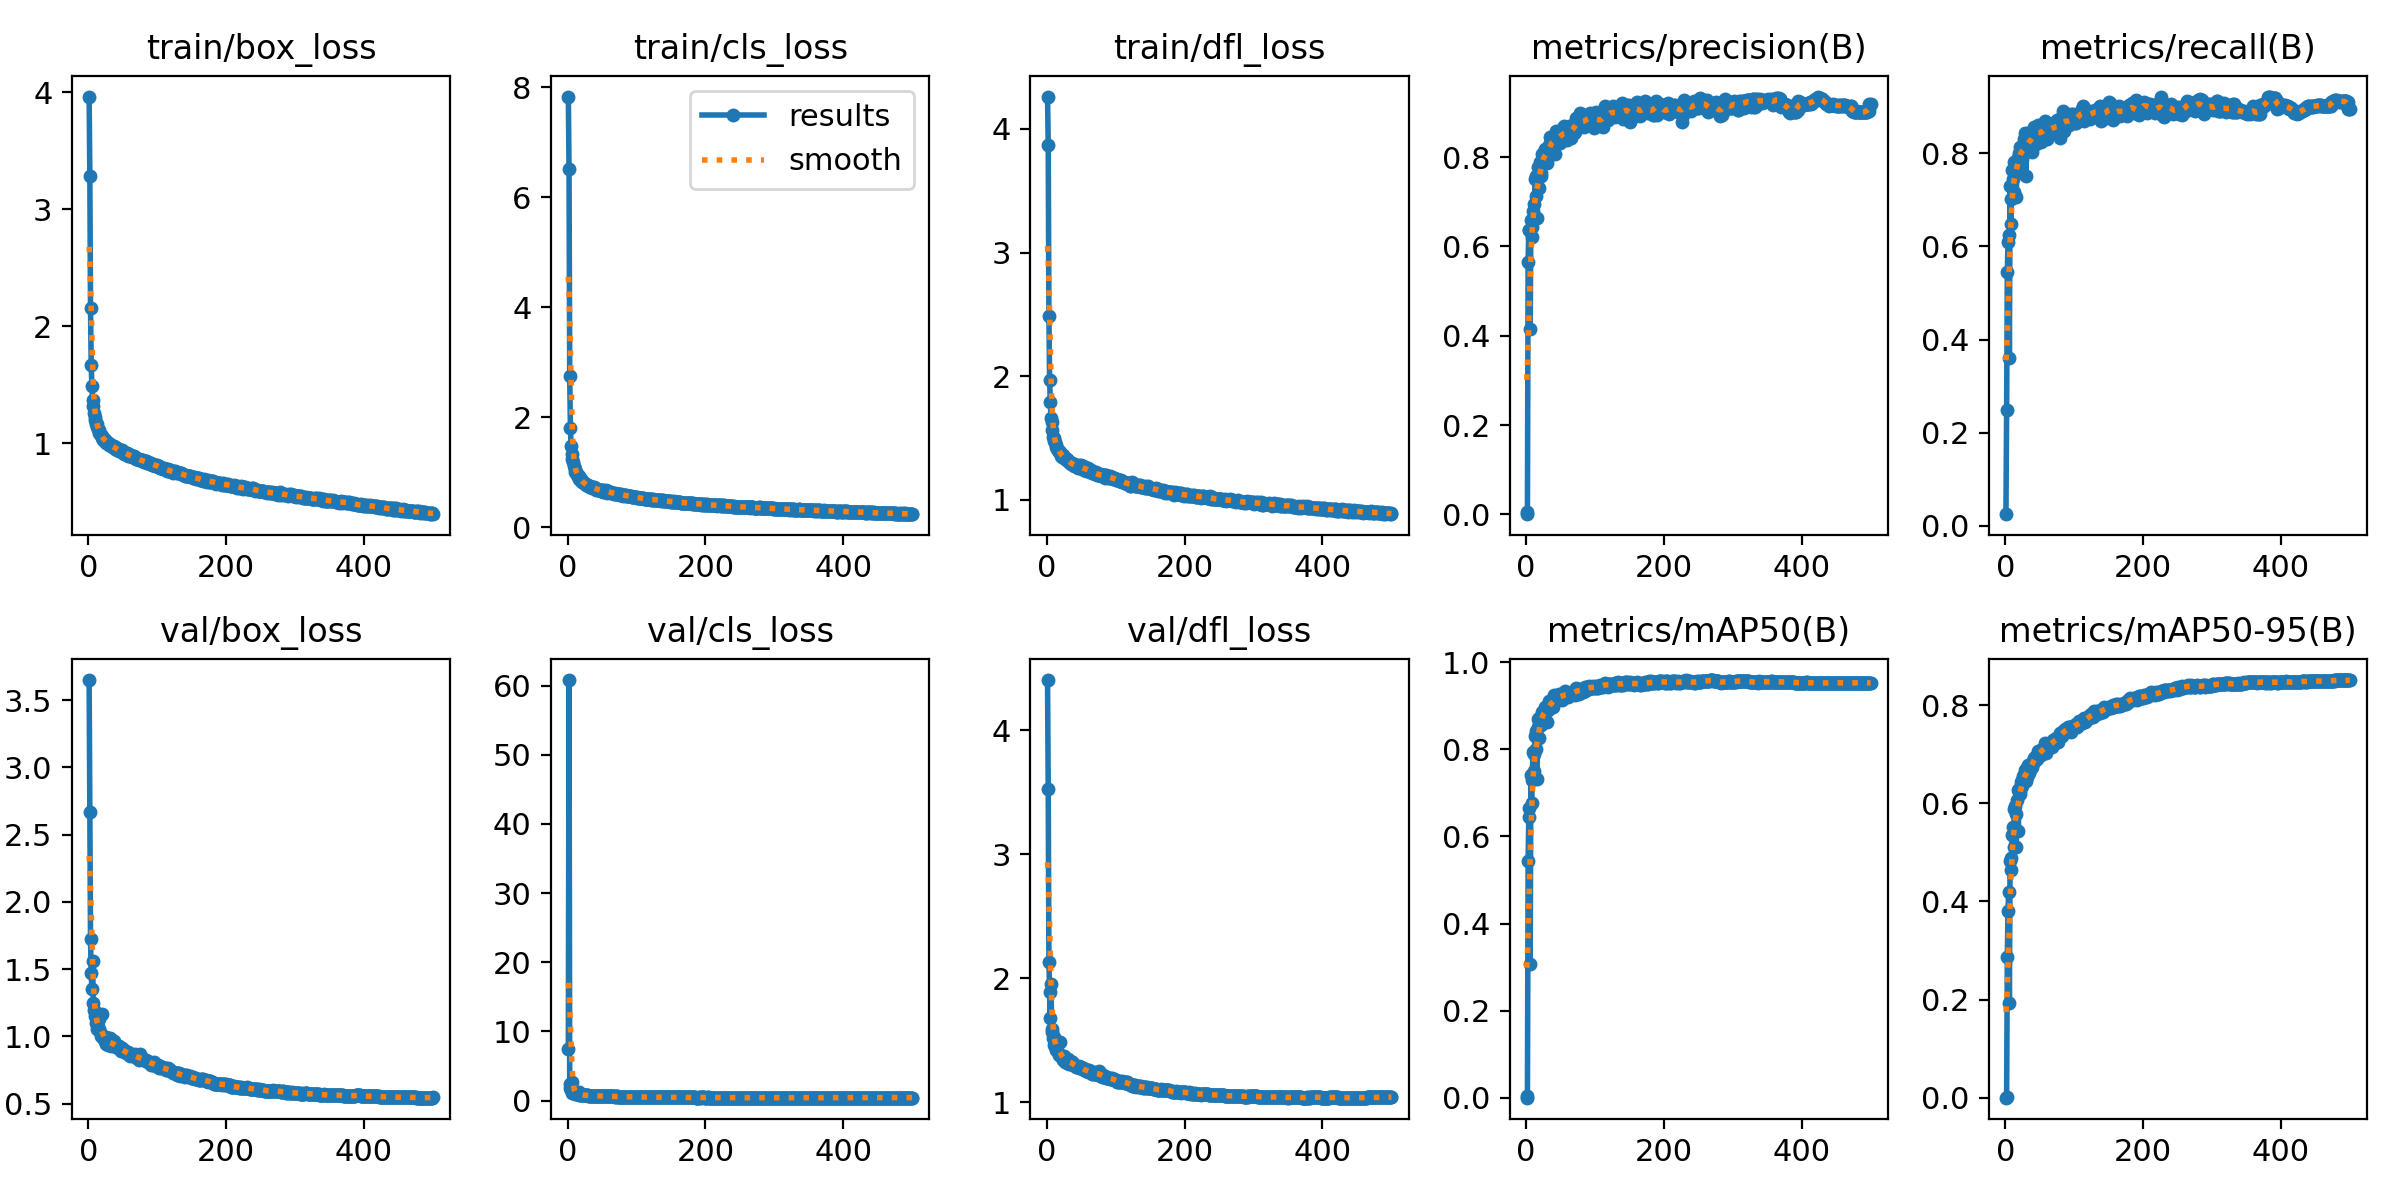 train/box_loss
4
3
2
1
0 200 400
train/cls_loss
results
smooth
8
6
4
2
0
0 200 400
train/dfl_loss
4
3
2
1
0 200 400
metrics/precision(B)
0.8
0.6
0.4
0.2
0.0
0 200 400
metrics/recall(B)
0.8
0.6
0.4
0.2
0.0
0 200 400
val/box_loss
3.5
3.0
2.5
2.0
1.5
1.0
0.5
0 200 400
val/cls_loss
60
50
40
30
20
10
0
0 200 400
val/dfl_loss
4
3
2
1
0 200 400
metrics/mAP50(B)
1.0
0.8
0.6
0.4
0.2
0.0
0 200 400
metrics/mAP50-95(B)
0.8
0.6
0.4
0.2
0.0
0 200 400